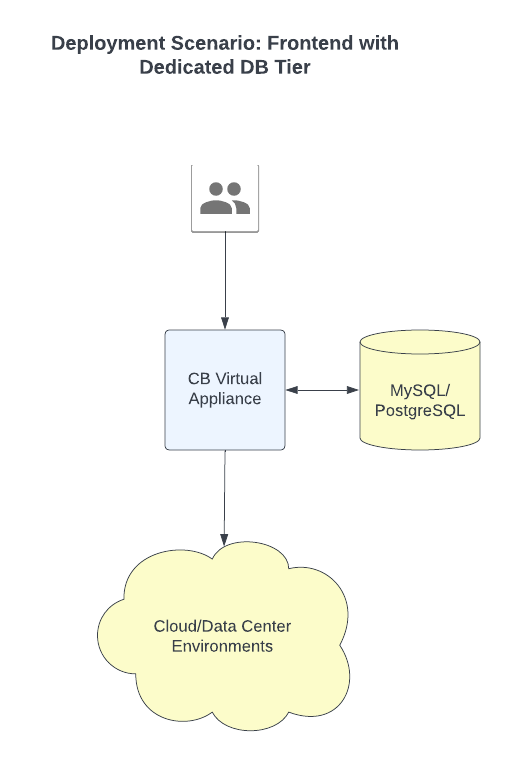 Deployment Scenario: Frontend with
Dedicated DB Tier
CB Virtual
Appliance
MySQL/
PostgreSQL
Cloud/Data Center
Environments